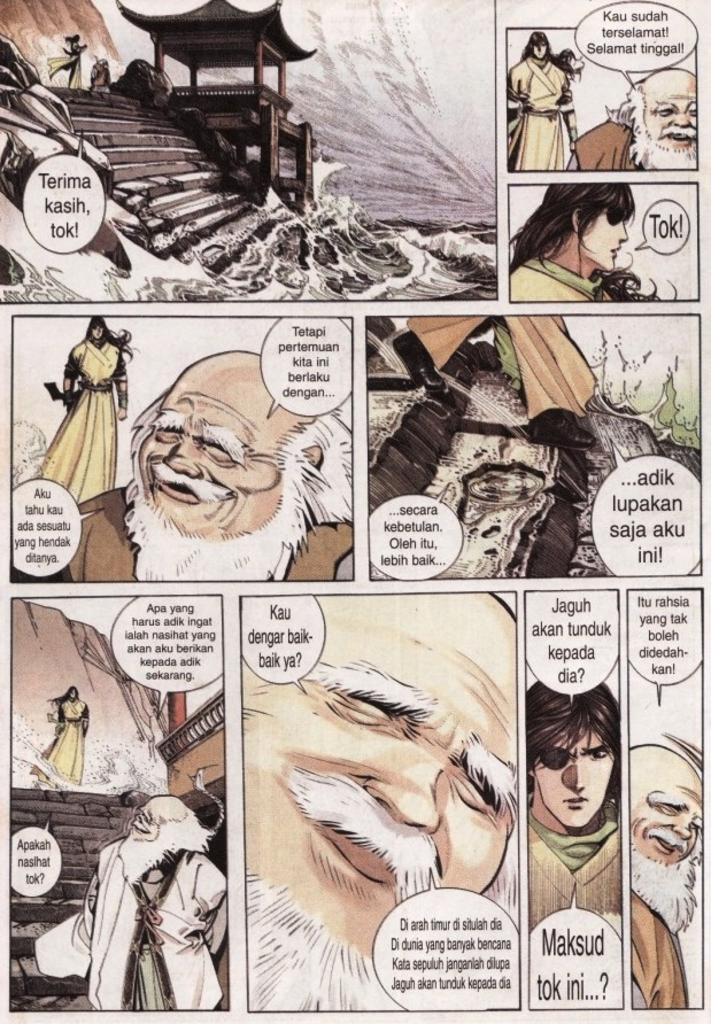 Terima
kasih,
tok!
Kau sudah
terselamat!
Selamat tinggal!
Tok!
Aku
tahu kau
ada sesuatu
yang hendak
ditanya.
Tetapi
pertemuan
kita ini
berlaku
dengan...
...secara
kebetulan.
Oleh itu,
lebih baik...
...adik
lupakan
saja aku
ini!
Apa yang
harus adik ingat
ialah nasihat yang
akan aku berikan
kepada adik
sekarang.
Apakah
nasihat
tok?
Kau
dengar baik-
baik ya?
Di arah timur di situlah dia
Di dunia yang banyak bencana
Kata sepuluh janganlah dilupa
Jaguh akan tunduk kepada dia
Jaguh
akan tunduk
kepada
dia?
Maksud
tok ini...?
Itu rahsia
yang tak
boleh
didedah-
kan!